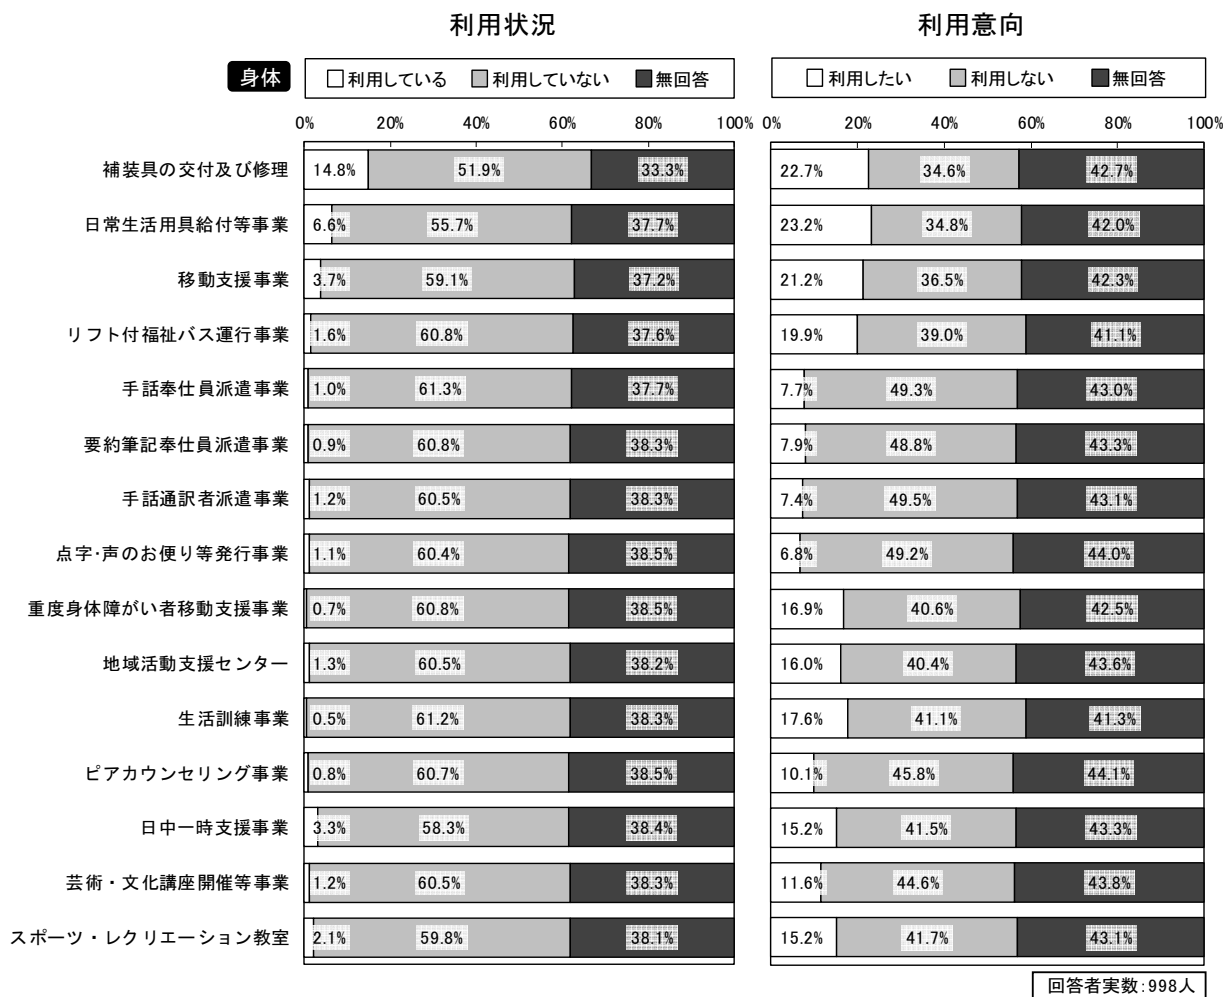 利用状況 利用意向
身体 □利用している □利用していない ■無回答 □利用したい □利用しない ■無回答
0% 20% 40% 60% 80% 100% 0% 20% 40% 60% 80% 100%
補装具の交付及び修理 14.8% 51.9% 33.3% 22.7% 34.6% 42.7%
日常生活用具給付等事業 6.6% 55.7% 37.7% 23.2% 34.8% 42.0%
移動支援事業 3.7% 59.1% 37.2% 21.2% 36.5% 42.3%
リフト付福祉バス運行事業 1.6% 60.8% 37.6% 19.9% 39.0% 41.1%
手話奉仕員派遣事業 1.0% 61.3% 37.7% 7.7% 49.3% 43.0%
要約筆記奉仕員派遣事業 0.9% 60.8% 38.3% 7.9% 48.8% 43.3%
手話通訳者派遣事業 1.2% 60.5% 38.3% 7.4% 49.5% 43.1%
点字・声のお便り等発行事業 1.1% 60.4% 38.5% 6.8% 49.2% 44.0%
重度身体障がい者移動支援事業 0.7% 60.8% 38.5% 16.9% 40.6% 42.5%
地域活動支援センター 1.3% 60.5% 38.2% 16.0% 40.4% 43.6%
生活訓練事業 0.5% 61.2% 38.3% 17.6% 41.1% 41.3%
ピアカウンセリング事業 0.8% 60.7% 38.5% 10.1% 45.8% 44.1%
日中一時支援事業 3.3% 58.3% 38.4% 15.2% 41.5% 43.3%
芸術・文化講座開催等事業 1.2% 60.5% 38.3% 11.6% 44.6% 43.8%
スポーツ・レクリエーション教室 2.1% 59.8% 38.1% 15.2% 41.7% 43.1%
回答者実数:998人